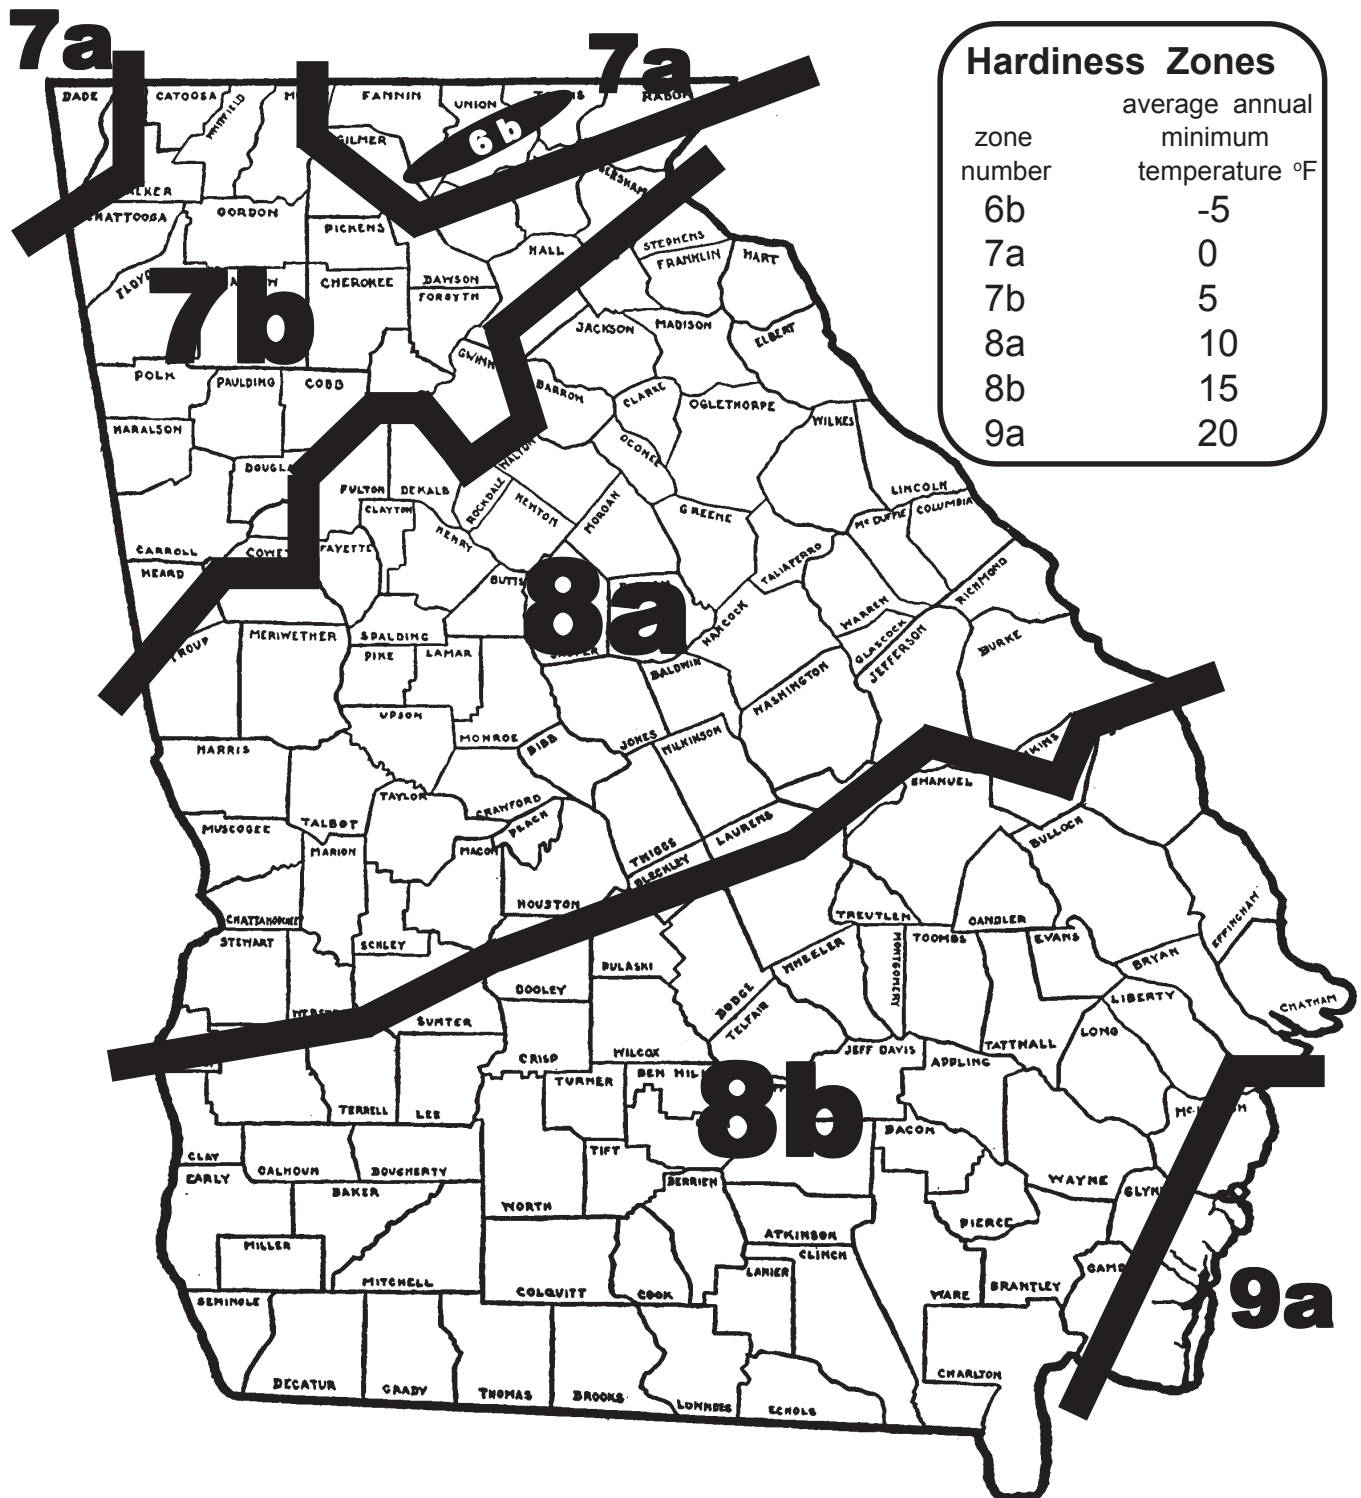 7a
7a
Hardiness Zones
average annual
zone
minimum
number
temperature ºF
6b -5
7a 0
7b 5
8a 10
8b 15
9a 20
DADE
CATOOSA
WHITFIELD
FANNIN
UNION
RABUN
6 b
GILMER
GORDON
PICKENS
HALL
STEPHENS
FRANKLIN
HART
FLOYD
7b
CHEROKEE
DAWSON
FORSYTH
JACKSON
MADISON
ELBERT
POLK
PAULDING
COBB
BARROW
CLARKE
OGLETHORPE
WILKES
HARALSON
OCONEE
WALTON
FULTON
DEKALB
ROCKDALE
NEWTON
MORGAN
GREENE
LINCOLN
CLAYTON
MCDUFFIE
COLUMBIA
CARROLL
FAYETTE
HENRY
TALIAFERRO
HEARD
BUTTS
8a
WARREN
RICHMOND
HANCOCK
GLASCOCK
JEFFERSON
BURKE
TROUP
MERIWETHER
SPALDING
PIKE
LAMAR
BALDWIN
WASHINGTON
UPSON
MONROE
BIBB
JONES
WILKINSON
HARRIS
EMANUEL
TAYLOR
CRAWFORD
MUSCOGEE
TALBOT
PEACH
TWIGGS
LAURENS
BULLOCH
MARION
MACON
BLECKLEY
HOUSTON
CHATTAHOOCHEE
TREUTLEN
CANDLER
EFFINGHAM
STEWART
SCHLEY
TOOMBS
EVANS
PULASKI
WHEELER
MONTGOMERY
BRYAN
DOOLEY
DODGE
TELFAIR
LIBERTY
CHATHAM
SUMTER
LONG
TATTNALL
CRISP
WILCOX
JEFF DAVIS
APPLING
TURNER
BEN HILL
8b
TERRELL
LEE
BACON
CLAY
TIFT
EARLY
CALHOUN
DOUGHERTY
BERRIEN
WAYNE
BAKER
WORTH
PIERCE
ATKINSON
MILLER
CLINCH
LANIER
MITCHELL
COLQUITT
COOK
WARE
BRANTLEY
SEMINOLE
9a
CHARLTON
DECATUR
GRADY
THOMAS
BROOKS
LOWNDES
ECHOLS